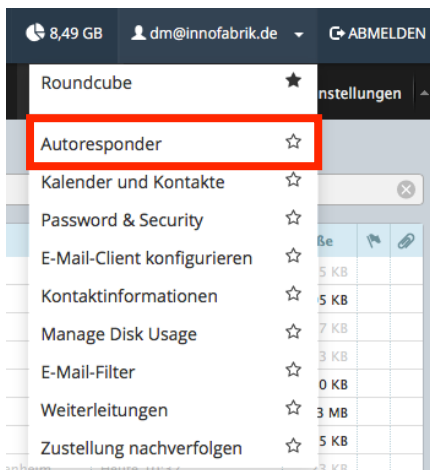 8,49 GB dm@innofabrik.de ABMELDEN
Roundcube
nstellungen
Autoresponder
Kalender und Kontakte
Password & Security
ße
E-Mail-Client konfigurieren
5 KB
Kontaktinformationen
5 KB
Manage Disk Usage
7 KB
3 KB
E-Mail-Filter
0 KB
Weiterleitungen
3 MB
Zustellung nachverfolgen
5 KB